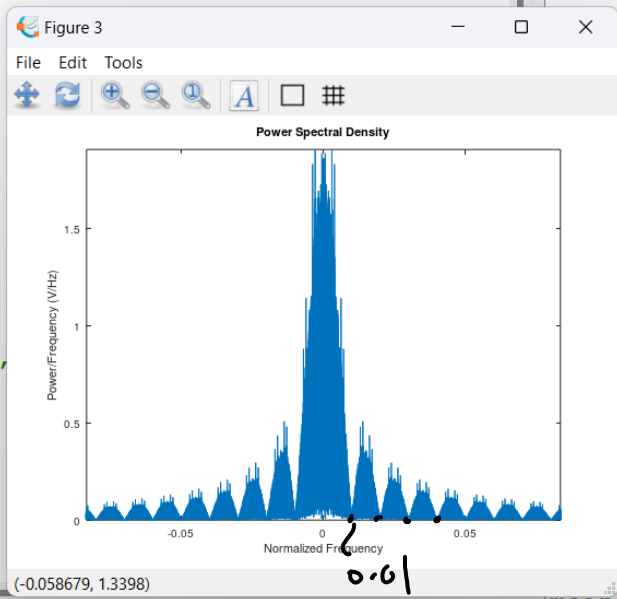 Figure 3
File Edit Tools
A
Power Spectral Density
Power/Frequency (V/Hz)
1.5
1
0.5
0
-0.05 0 0.05
Normalized Frequency
0.01
(-0.058679, 1.3398)